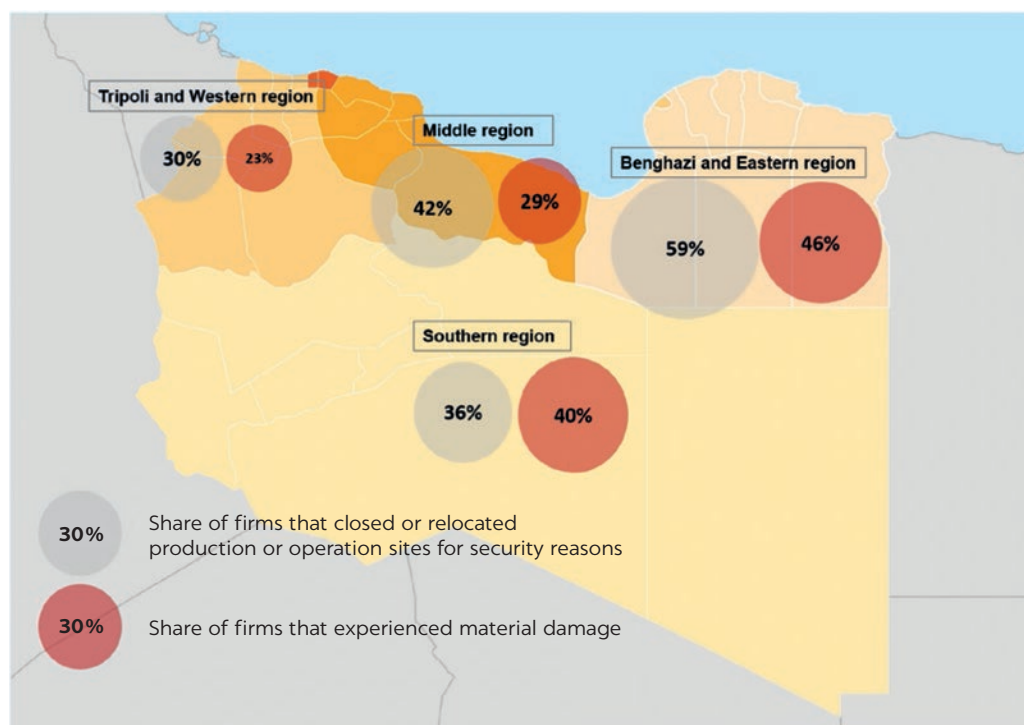 Tripoli and Western region
30%
23%
Middle region
42%
29%
Benghazi and Eastern region
59%
46%
Southern region
36%
40%
30%
Share of firms that closed or relocated
production or operation sites for security reasons
30%
Share of firms that experienced material damage